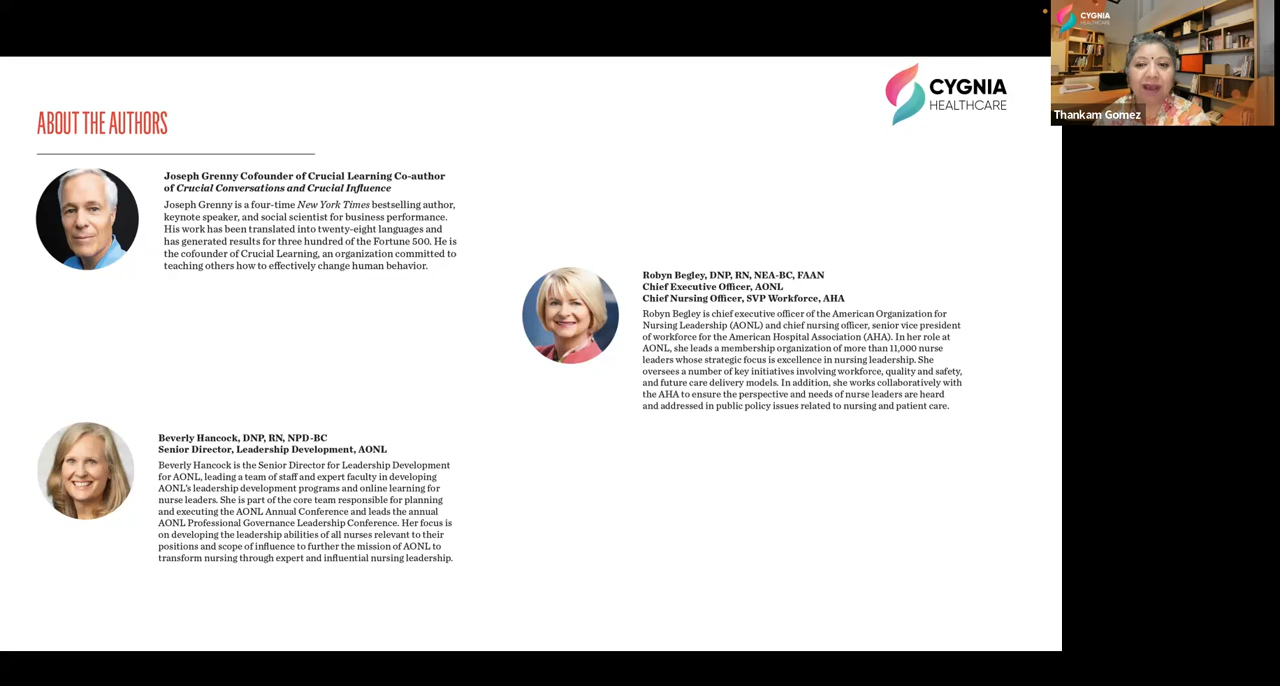 CYGNIA
HEALTHCARE
Thankam Gomez
CYGNIA
HEALTHCARE
ABOUT THE AUTHORS
Joseph Grenny Cofounder of Crucial Learning Co-author
of Crucial Conversations and Crucial Influence
Joseph Grenny is a four-time New York Times bestselling author,
keynote speaker, and social scientist for business performance.
His work has been translated into twenty-eight languages and
has generated results for three hundred of the Fortune 500. He is
the cofounder of Crucial Learning, an organization committed to
teaching others how to effectively change human behavior.
Robyn Begley, DNP, RN, NEA-BC, FAAN
Chief Executive Officer, AONL
Chief Nursing Officer, SVP Workforce, AHA
Robyn Begley is chief executive officer of the American Organization for
Nursing Leadership (AONL) and chief nursing officer, senior vice president
of workforce for the American Hospital Association (AHA). In her role at
AONL, she leads a membership organization of more than 11,000 nurse
leaders whose strategic focus is excellence in nursing leadership. She
oversees a number of key initiatives involving workforce, quality and safety,
and future care delivery models. In addition, she works collaboratively with
the AHA to ensure the perspective and needs of nurse leaders are heard
and addressed in public policy issues related to nursing and patient care.
Beverly Hancock, DNP, RN, NPD-BC
Senior Director, Leadership Development, AONL
Beverly Hancock is the Senior Director for Leadership Development
for AONL, leading a team of staff and expert faculty in developing
AONL's leadership development programs and online learning for
nurse leaders. She is part of the core team responsible for planning
and executing the AONL Annual Conference and leads the annual
AONL Professional Governance Leadership Conference. Her focus is
on developing the leadership abilities of all nurses relevant to their
positions and scope of influence to further the mission of AONL to
transform nursing through expert and influential nursing leadership.